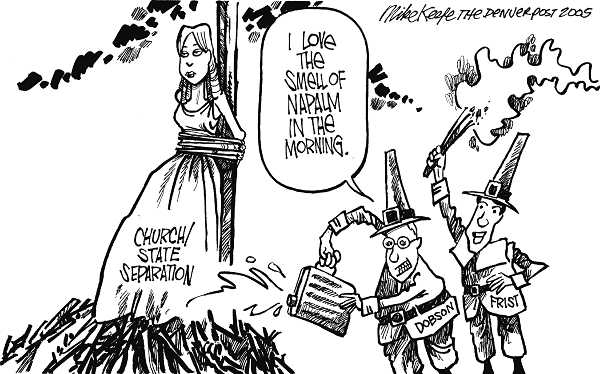 Mike Keefe THE DENVER POST 2005
I LOVE
THE
SMELL OF
NAPALM
IN THE
MORNING.
CHURCH/
STATE
SEPARATION
DOBSON
FRIST